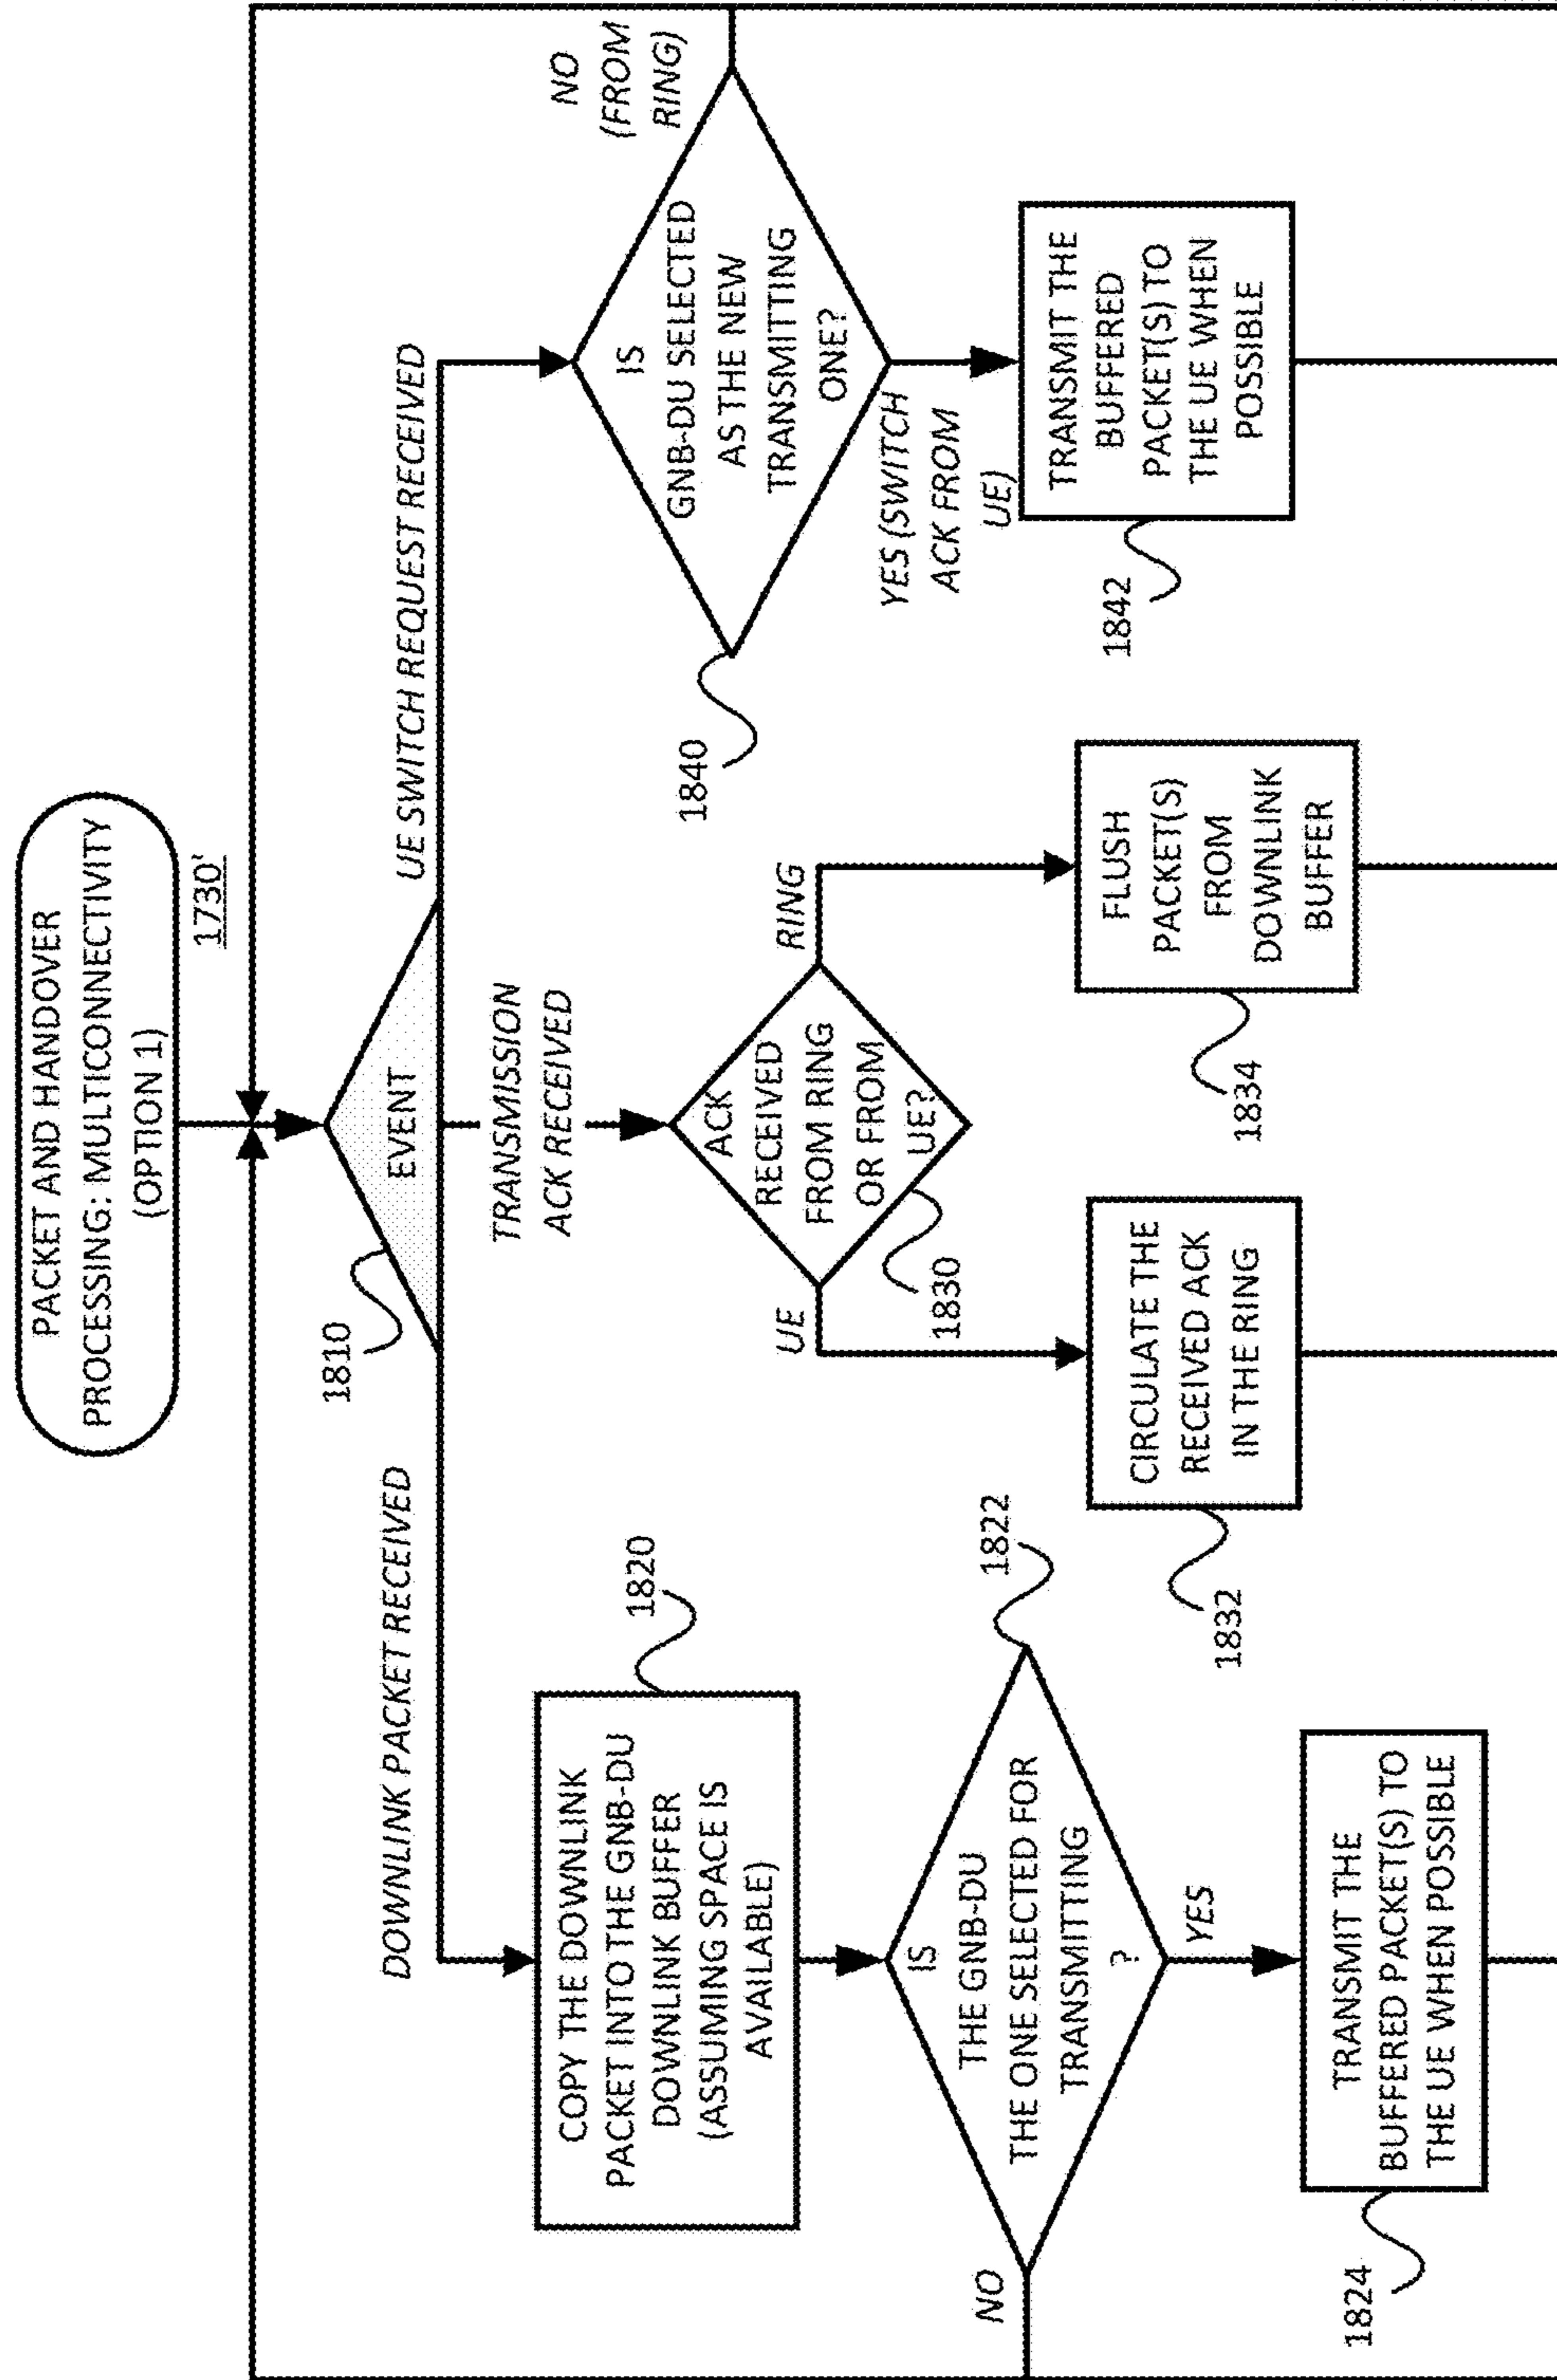 PACKET AND HANDOVER
PROCESSING: MULTICONNECTIVITY
(OPTION 1)
1730'
1810
EVENT
DOWNLINK PACKET RECEIVED
TRANSMISSION
ACK RECEIVED
UE SWITCH REQUEST RECEIVED
COPY THE DOWNLINK
PACKET INTO THE GNB-DU
DOWNLINK BUFFER
(ASSUMING SPACE IS
AVAILABLE)
1820
IS
THE GNB-DU
THE ONE SELECTED FOR
TRANSMITTING
?
1822
NO
YES
TRANSMIT THE
BUFFERED PACKET(S) TO
THE UE WHEN POSSIBLE
1824
ACK
RECEIVED
FROM RING
OR FROM
UE?
1830
UE
RING
CIRCULATE THE
RECEIVED ACK
IN THE RING
1832
FLUSH
PACKET(S)
FROM
DOWNLINK
BUFFER
1834
IS
GNB-DU SELECTED
AS THE NEW
TRANSMITTING
ONE?
1840
NO
(FROM
RING)
YES (SWITCH
ACK FROM
UE)
TRANSMIT THE
BUFFERED
PACKET(S) TO
THE UE WHEN
POSSIBLE
1842